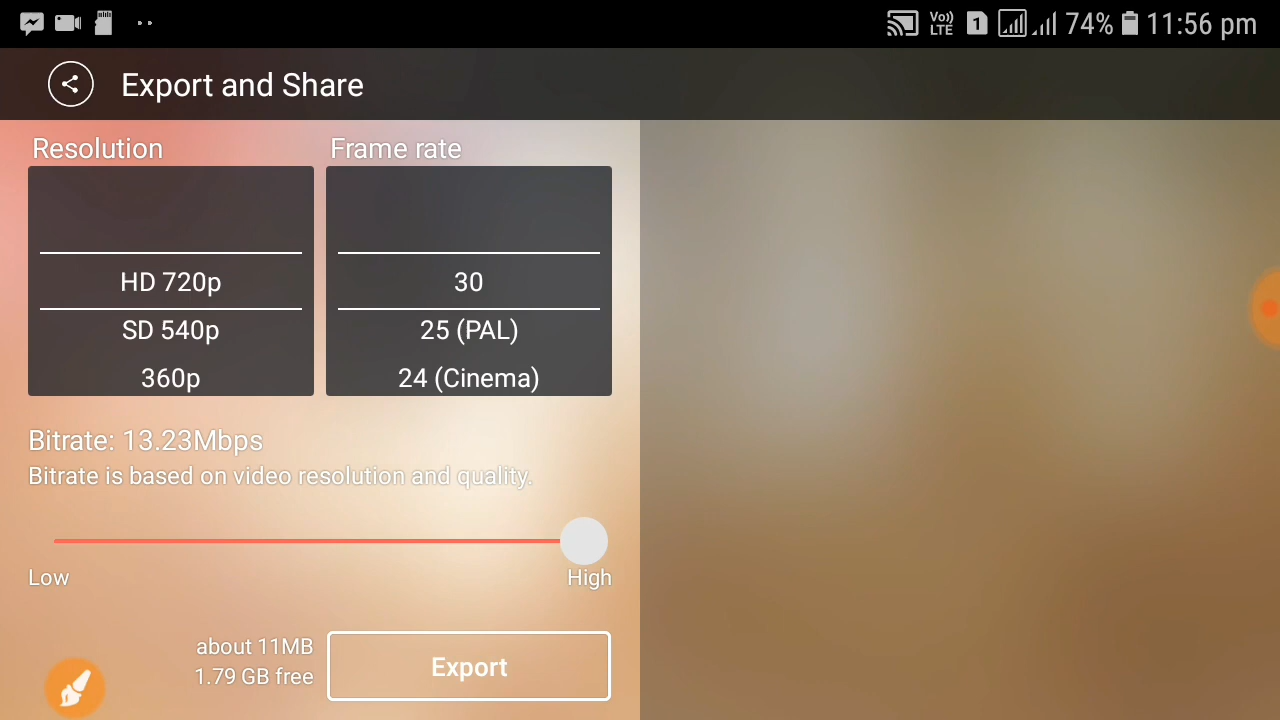 Vo)) LTE 1 74% 11:56 pm
Export and Share
Resolution
Frame rate
HD 720p
SD 540p
360p
30
25 (PAL)
24 (Cinema)
Bitrate: 13.23Mbps
Bitrate is based on video resolution and quality.
Low
High
about 11MB
1.79 GB free
Export